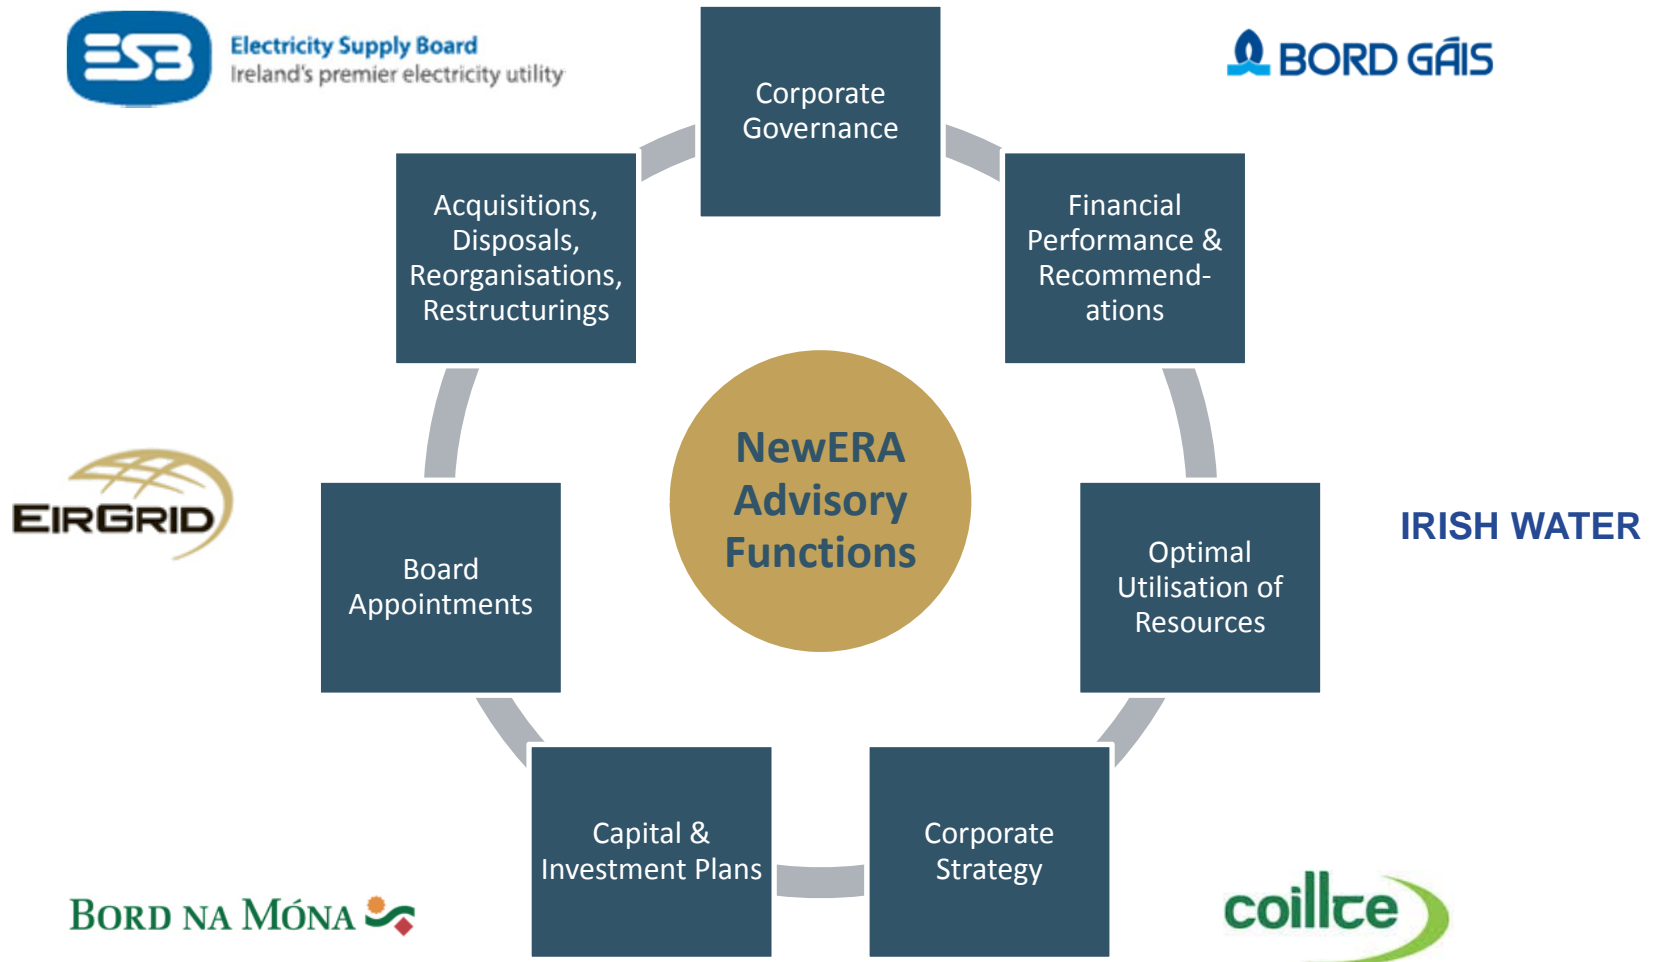 ESB
Electricity Supply Board
Ireland's premier electricity utility
BORD GÁIS
Corporate
Governance
Acquisitions,
Disposals,
Reorganisations,
Restructurings
Financial
Performance &
Recommend-
ations
NewERA
Advisory
Functions
EIRGRID
IRISH WATER
Board
Appointments
Optimal
Utilisation of
Resources
Capital &
Investment Plans
Corporate
Strategy
BORD NA MÓNA
coillte